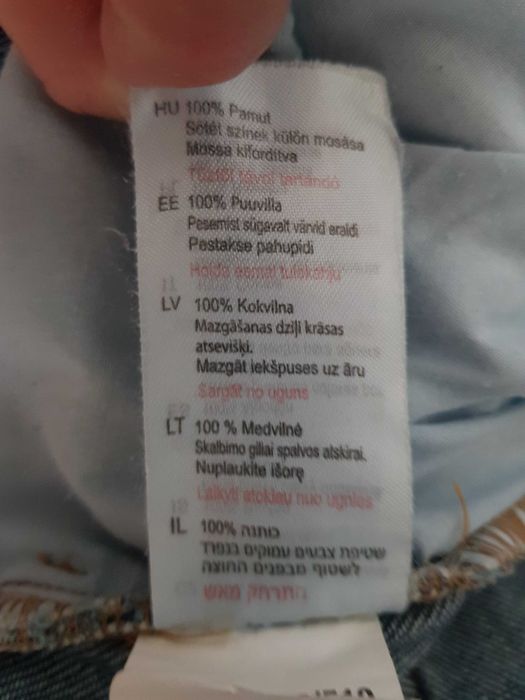 HU 100% Pamut
Sötét színek külön mosása
Mossa kifordítva
Tűztől távol tartandó
EE 100% Puuvilla
Pesemist sügavalt värvid eraldi
Pestakse pahupidi
Hoida eemal tulekahju
LV 100% Kokvilna
Mazgāšanas dziļi krāsas
atsevišķi.
Mazgāt iekšpuses uz āru
Sargāt no uguns
LT 100 % Medvilnė
Skalbimo giliai spalvos atskirai.
Nuplaukite išorę
Laikyti atokiau nuo ugnies
IL 100% כותנה
שטיפת צבעים עמוקים בנפרד
לשטוף מבפנים החוצה
התרחק מאש